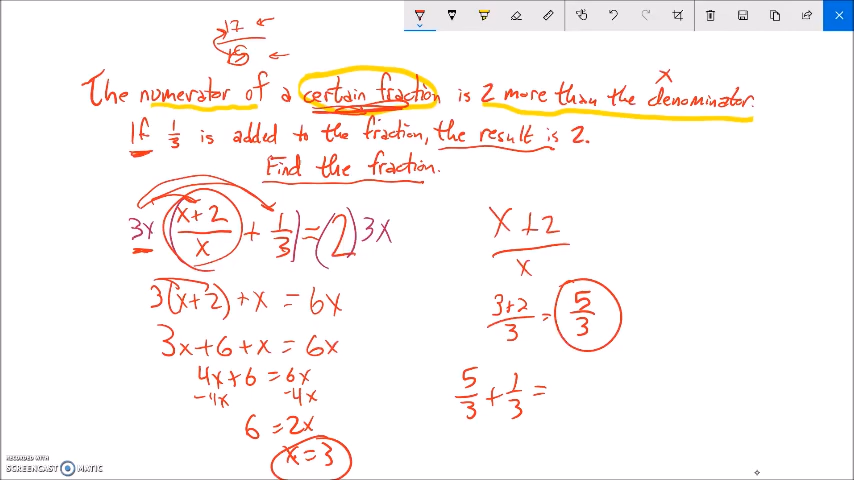 17
15
x
The numerator of a certain fraction is 2 more than the denominator.
If 1/3 is added to the fraction, the result is 2.
Find the fraction.
3x (x+2/x + 1/3) = (2) 3x
3(x+2) + x = 6x
3x + 6 + x = 6x
4x + 6 = 6x
-4x -4x
6 = 2x
x = 3
x + 2
x
3+2/3 = 5/3
5/3 + 1/3 =
RECORDED WITH
SCREENCAST MATIC